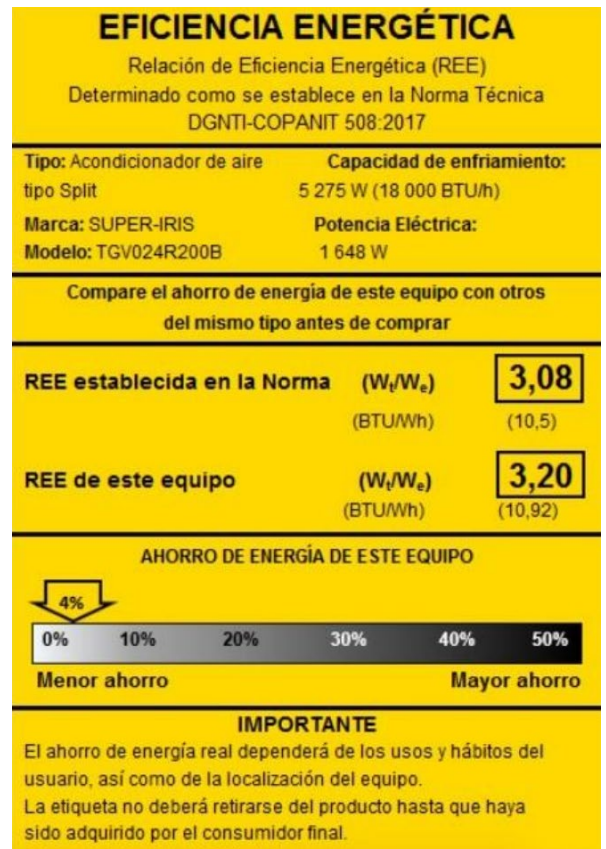 EFICIENCIA ENERGÉTICA
Relación de Eficiencia Energética (REE)
Determinado como se establece en la Norma Técnica
DGNTI-COPANIT 508:2017
Tipo: Acondicionador de aire
tipo Split
Capacidad de enfriamiento:
5 275 W (18 000 BTU/h)
Marca: SUPER-IRIS
Modelo: TGV024R200B
Potencia Eléctrica:
1 648 W
Compare el ahorro de energía de este equipo con otros
del mismo tipo antes de comprar
REE establecida en la Norma (Wt/We) 3,08
(BTU/Wh) (10,5)
REE de este equipo (Wt/We) 3,20
(BTU/Wh) (10,92)
AHORRO DE ENERGÍA DE ESTE EQUIPO
4%
0% 10% 20% 30% 40% 50%
Menor ahorro Mayor ahorro
IMPORTANTE
El ahorro de energía real dependerá de los usos y hábitos del
usuario, así como de la localización del equipo.
La etiqueta no deberá retirarse del producto hasta que haya
sido adquirido por el consumidor final.